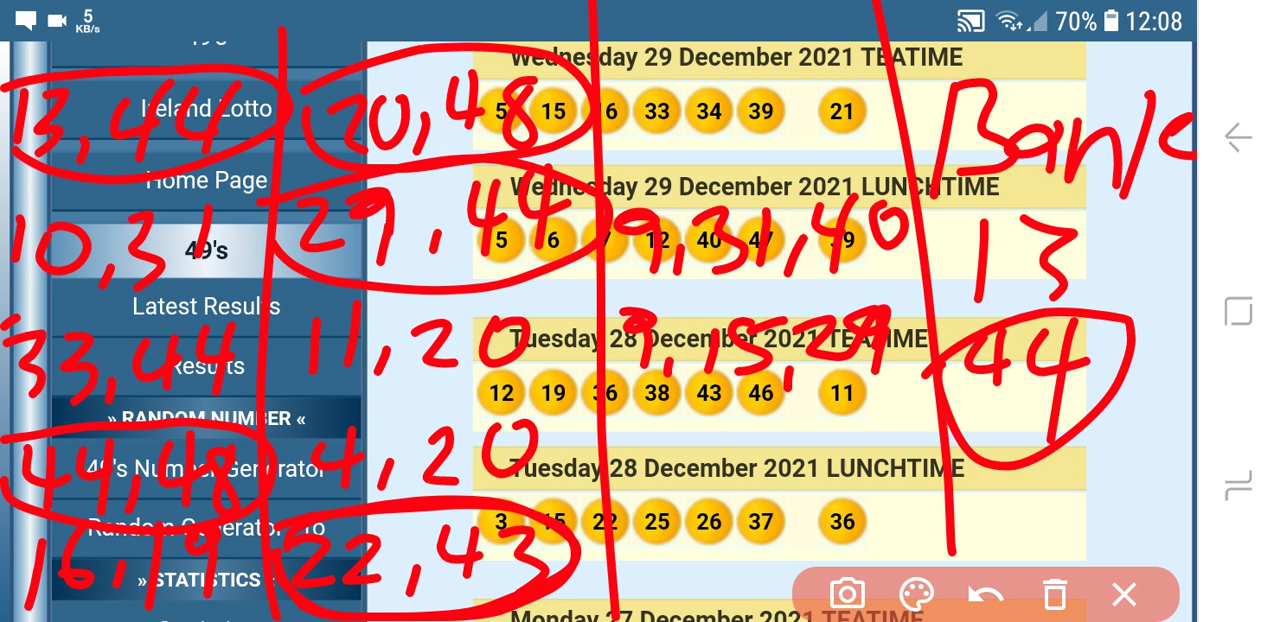 5
KB/s
70% 12:08
Ireland Lotto
Home Page
49's
Latest Results
Results
» RANDOM NUMBER «
49's Number Generator
» STATISTICS «
Wednesday 29 December 2021 TEATIME
5 15 16 33 34 39 21
Wednesday 29 December 2021 LUNCHTIME
5 6 7 12 40 47 39
Tuesday 28 December 2021 TEATIME
12 19 36 38 43 46 11
Tuesday 28 December 2021 LUNCHTIME
3 15 22 25 26 37 36
Monday 27 December 2021 TEATIME
13,44
10,31
33,44
44,48
16,19
20,48
29,44
11,20
4,20
22,43
9,31,40
9,15,29
13
44